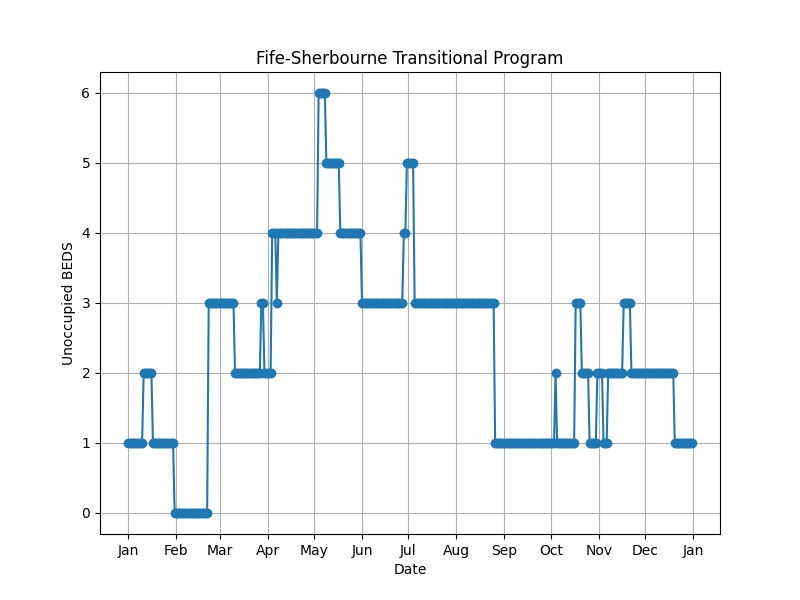 Fife-Sherbourne Transitional Program
Unoccupied BEDS
6
5
4
3
2
1
0
Jan Feb Mar Apr May Jun Jul Aug Sep Oct Nov Dec Jan
Date